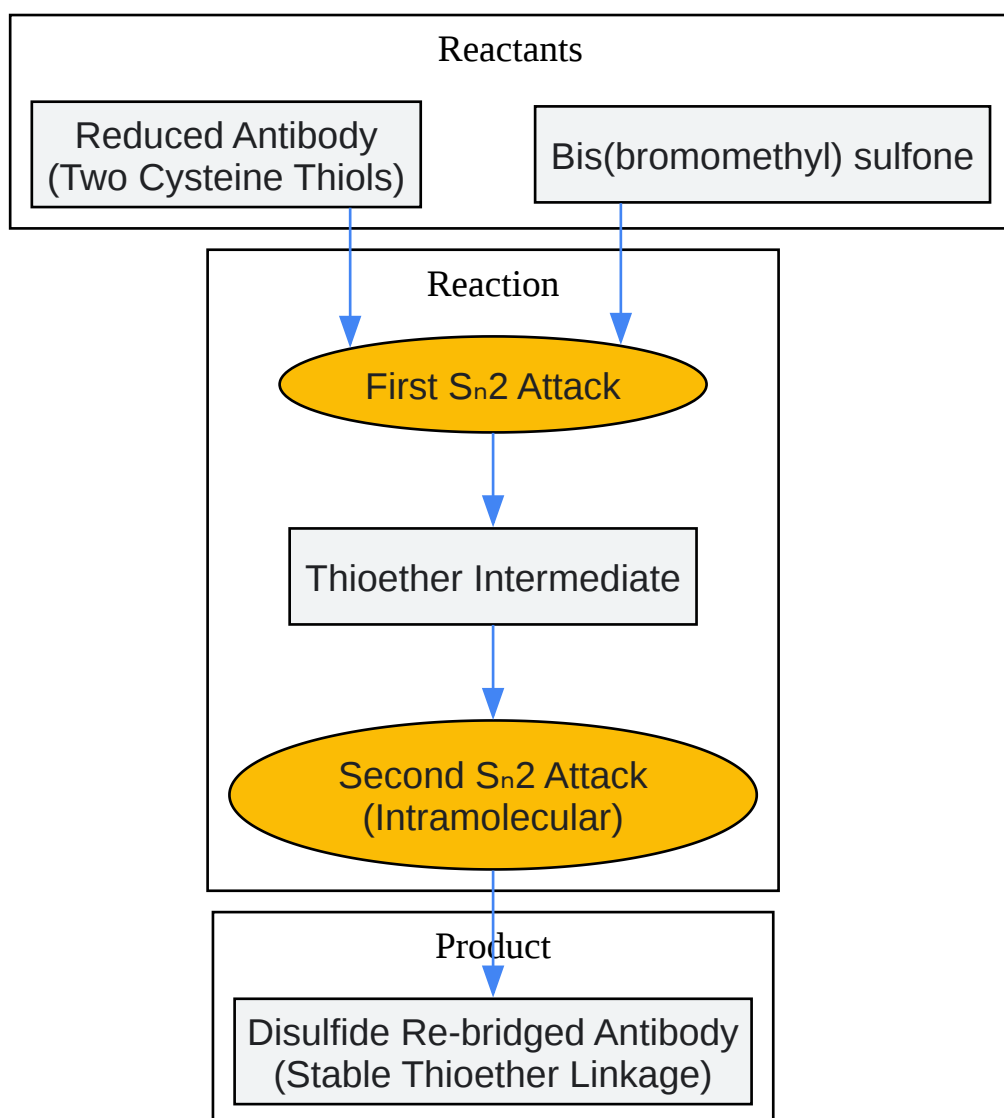 Reactants
Reduced Antibody
(Two Cysteine Thiols)
Bis(bromomethyl) sulfone
Reaction
First Sₙ2 Attack
Thioether Intermediate
Second Sₙ2 Attack
(Intramolecular)
Product
Disulfide Re-bridged Antibody
(Stable Thioether Linkage)